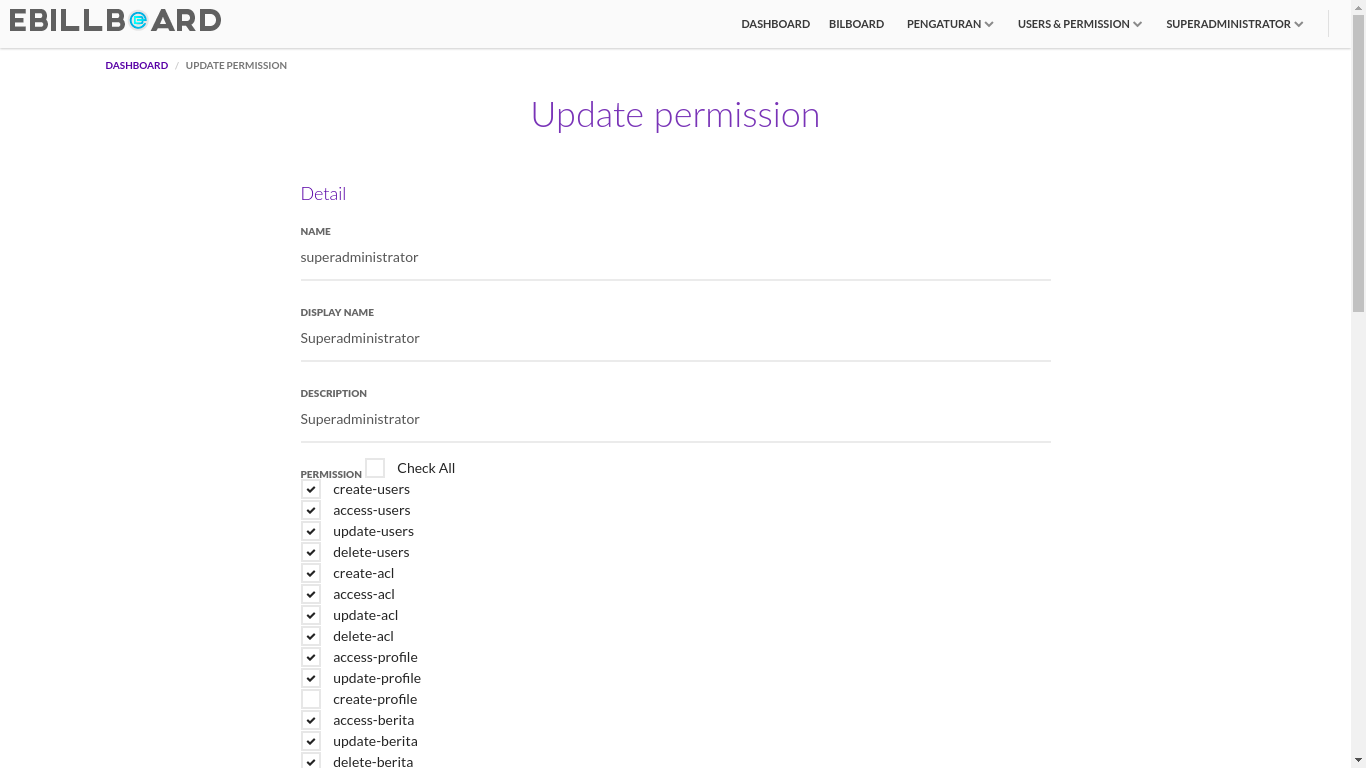 EBILLBOARD
DASHBOARD BILBOARD PENGATURAN USERS & PERMISSION SUPERADMINISTRATOR
DASHBOARD / UPDATE PERMISSION
Update permission
Detail
NAME
superadministrator
DISPLAY NAME
Superadministrator
DESCRIPTION
Superadministrator
PERMISSION Check All
create-users
access-users
update-users
delete-users
create-acl
access-acl
update-acl
delete-acl
access-profile
update-profile
create-profile
access-berita
update-berita
delete-berita